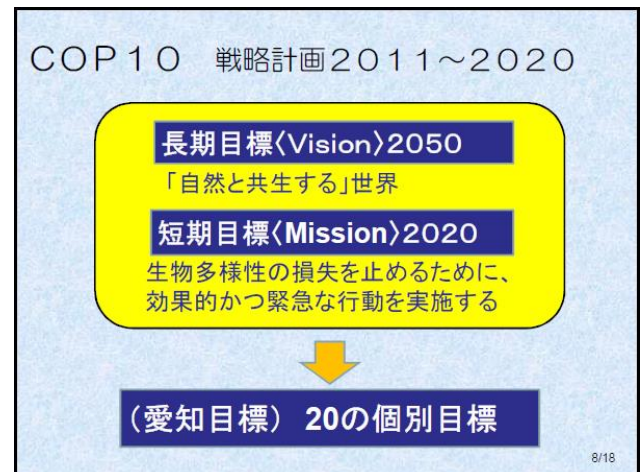 COP10 戦略計画2011～2020
長期目標〈Vision〉2050
「自然と共生する」世界
短期目標〈Mission〉2020
生物多様性の損失を止めるために、
効果的かつ緊急な行動を実施する
（愛知目標） 20の個別目標
8/18